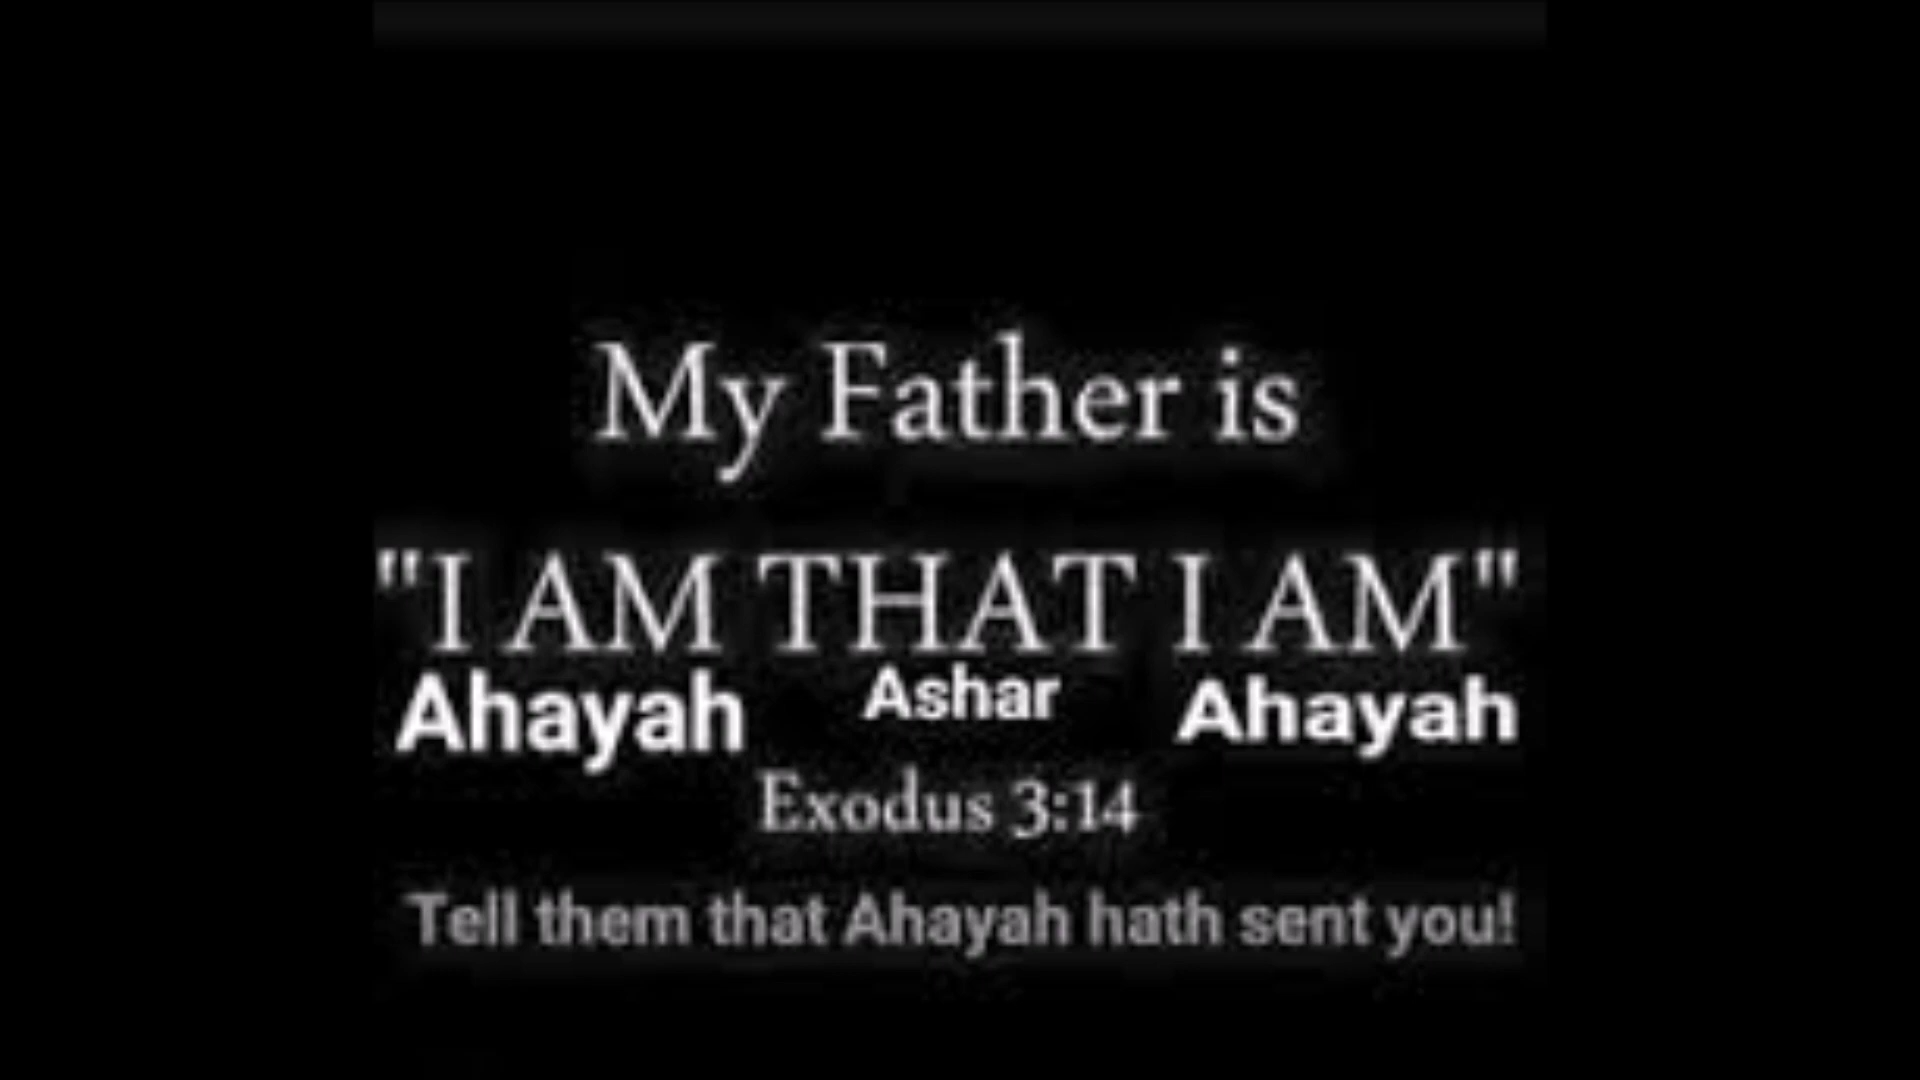 My Father is
"I AM THAT I AM"
Ahayah Ashar Ahayah
Exodus 3:14
Tell them that Ahayah hath sent you!